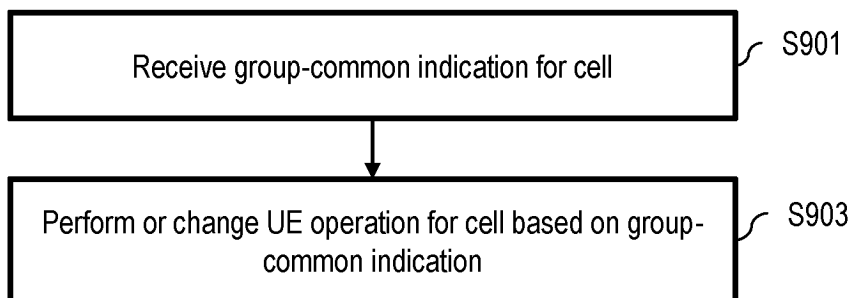 Receive group-common indication for cell
S901
Perform or change UE operation for cell based on group-
common indication
S903